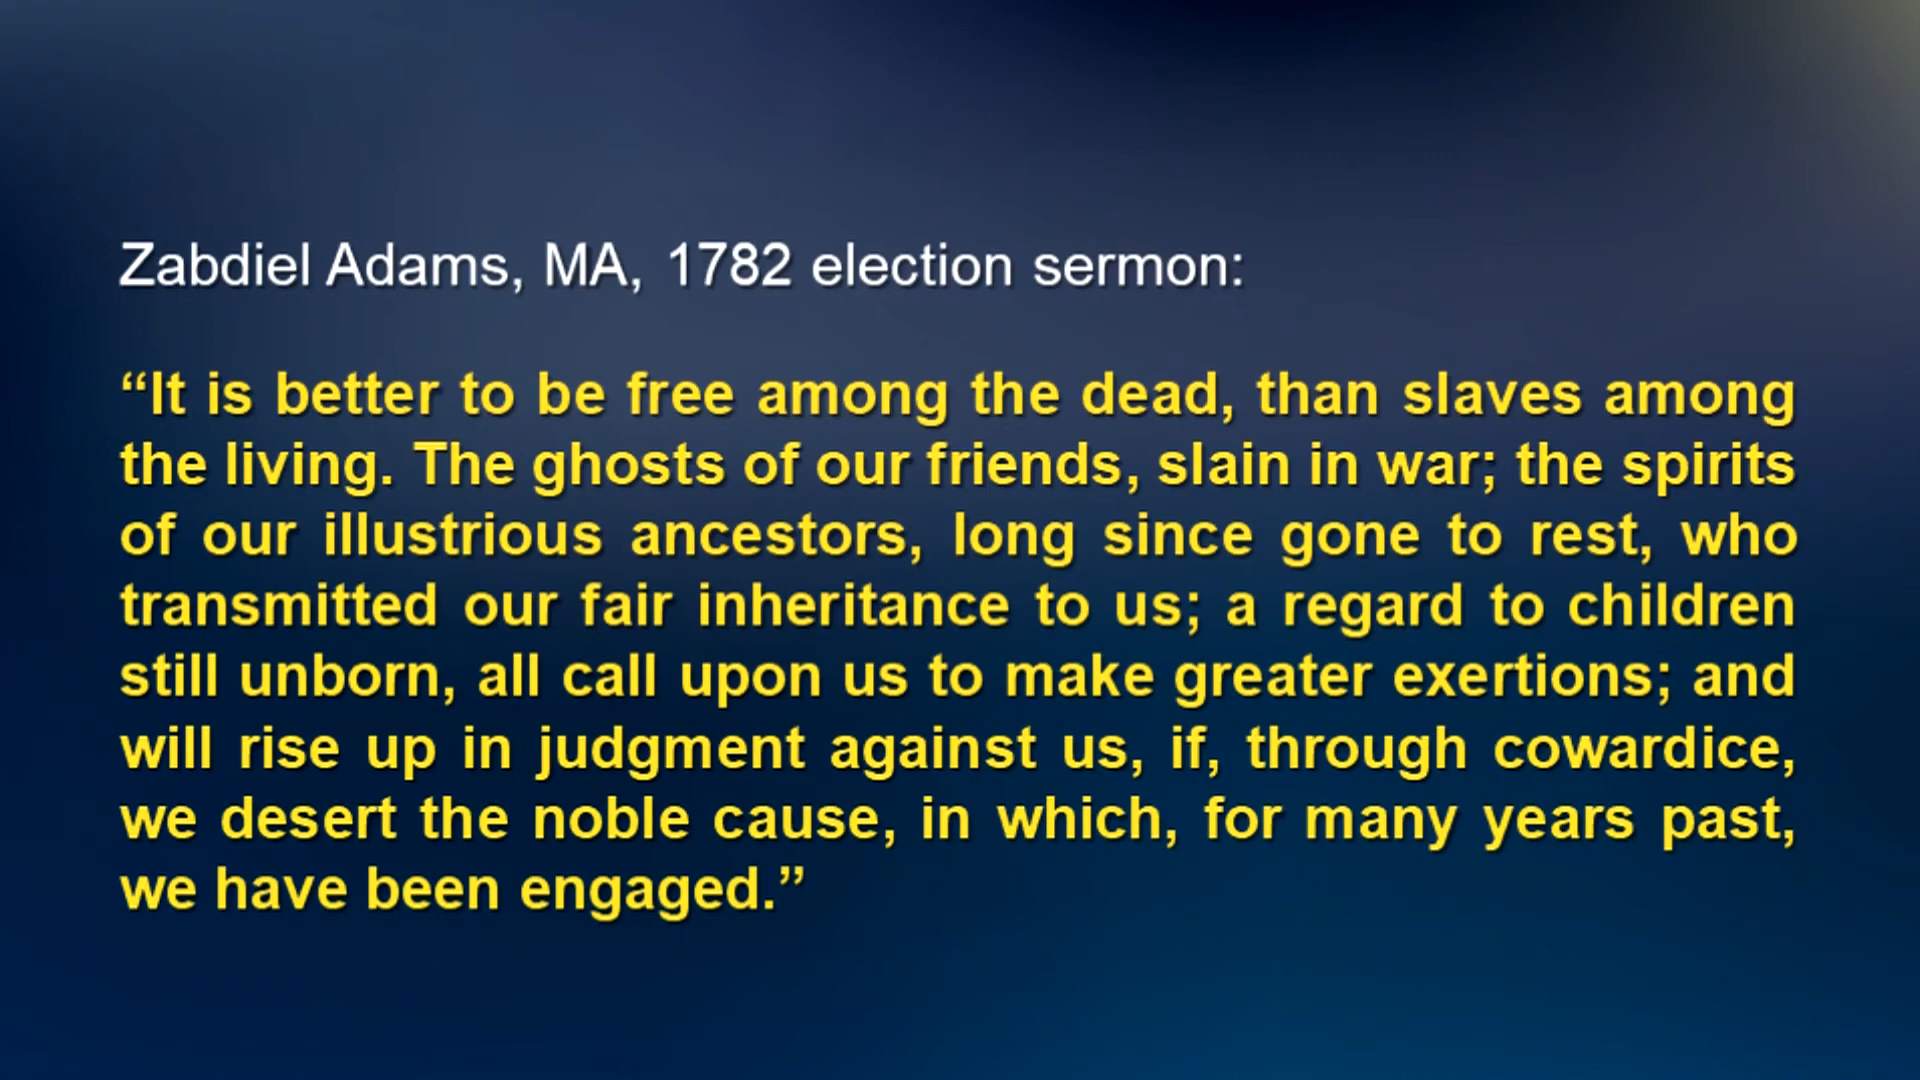 Zabdiel Adams, MA, 1782 election sermon:
“It is better to be free among the dead, than slaves among
the living. The ghosts of our friends, slain in war; the spirits
of our illustrious ancestors, long since gone to rest, who
transmitted our fair inheritance to us; a regard to children
still unborn, all call upon us to make greater exertions; and
will rise up in judgment against us, if, through cowardice,
we desert the noble cause, in which, for many years past,
we have been engaged.”